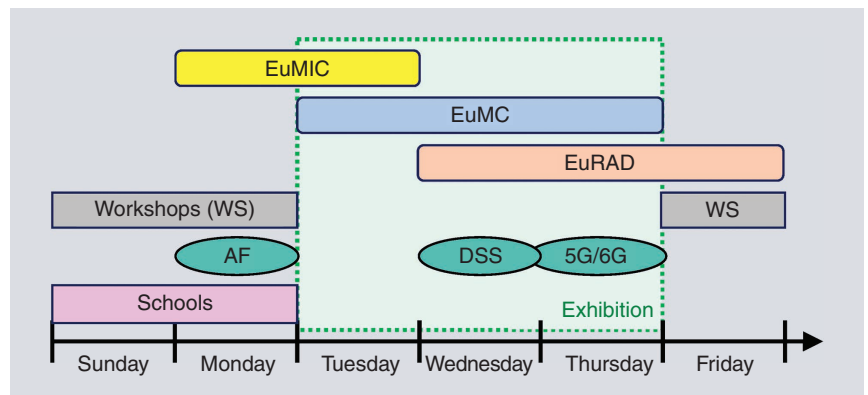 EuMIC
EuMC
EuRAD
Workshops (WS)
WS
AF
DSS
5G/6G
Schools
Exhibition
Sunday
Monday
Tuesday
Wednesday
Thursday
Friday